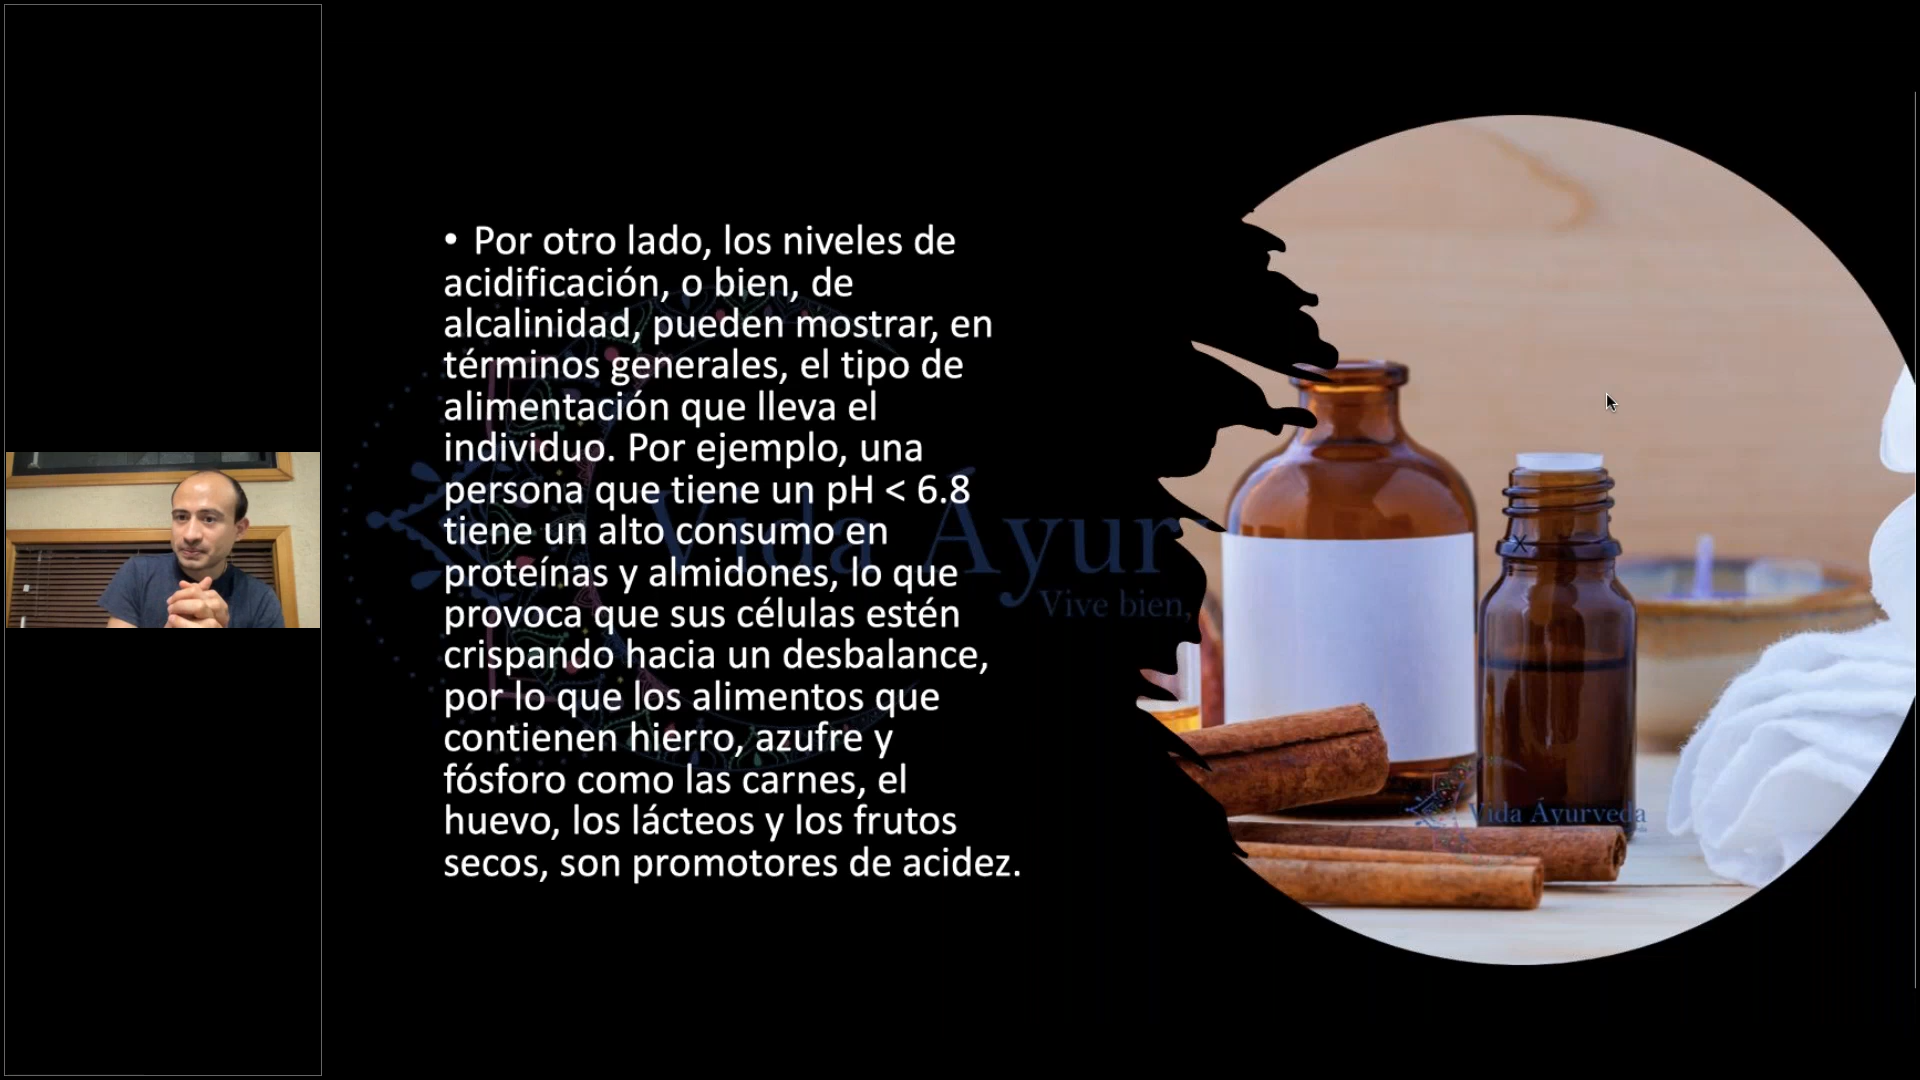 • Por otro lado, los niveles de
acidificación, o bien, de
alcalinidad, pueden mostrar, en
términos generales, el tipo de
alimentación que lleva el
individuo. Por ejemplo, una
persona que tiene un pH < 6.8
tiene un alto consumo en
proteínas y almidones, lo que
provoca que sus células estén
crispando hacia un desbalance,
por lo que los alimentos que
contienen hierro, azufre y
fósforo como las carnes, el
huevo, los lácteos y los frutos
secos, son promotores de acidez.
Vida Áyur
Vive bien,
Vida Áyurveda